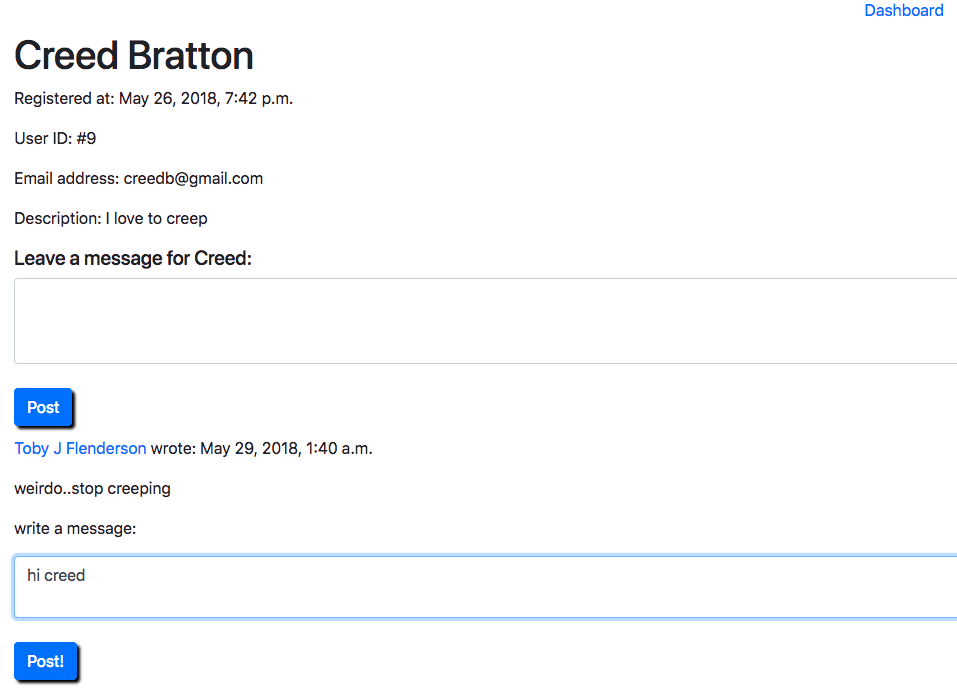 Dashboard
Creed Bratton
Registered at: May 26, 2018, 7:42 p.m.
User ID: #9
Email address: creedb@gmail.com
Description: I love to creep
Leave a message for Creed:
Post
Toby J Flenderson wrote: May 29, 2018, 1:40 a.m.
weirdo..stop creeping
write a message:
hi creed
Post!